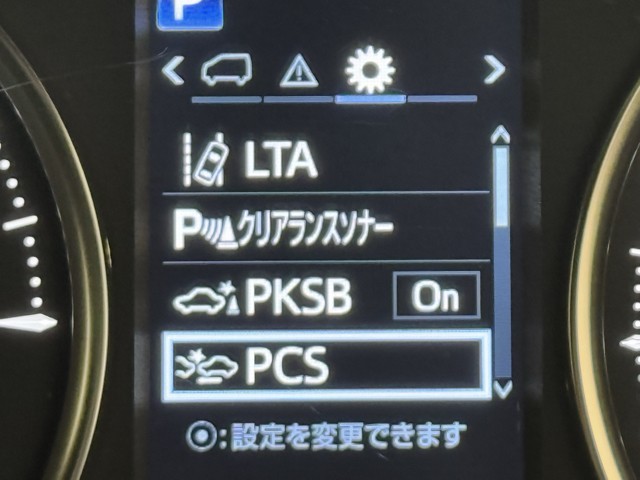 P
LTA
Pクリアランスソナー
PKSB On
PCS
:設定を変更できます